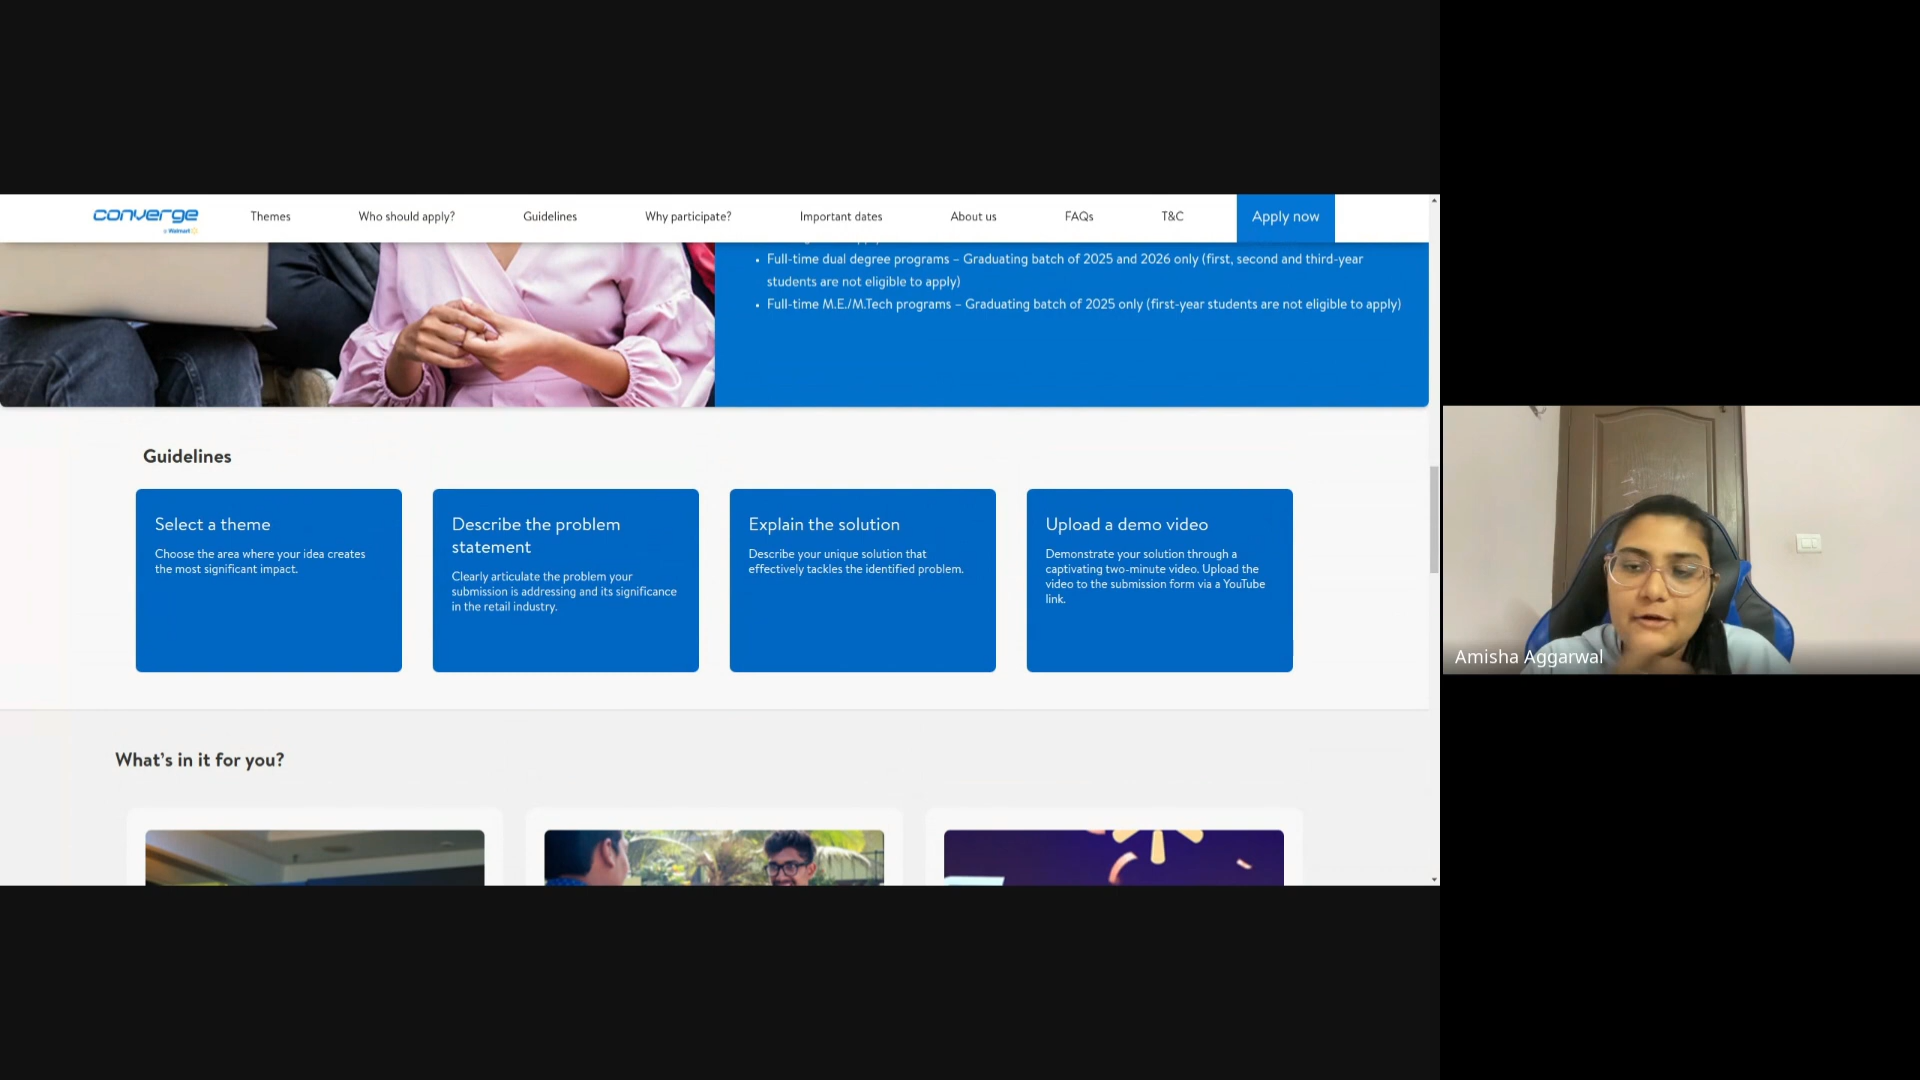 converge
Walmart
Themes
Who should apply?
Guidelines
Why participate?
Important dates
About us
FAQs
T&C
Apply now
• Full-time dual degree programs – Graduating batch of 2025 and 2026 only (first, second and third-year
students are not eligible to apply)
• Full-time M.E./M.Tech programs – Graduating batch of 2025 only (first-year students are not eligible to apply)
Guidelines
Select a theme
Choose the area where your idea creates
the most significant impact.
Describe the problem
statement
Clearly articulate the problem your
submission is addressing and its significance
in the retail industry.
Explain the solution
Describe your unique solution that
effectively tackles the identified problem.
Upload a demo video
Demonstrate your solution through a
captivating two-minute video. Upload the
video to the submission form via a YouTube
link.
What's in it for you?
Amisha Aggarwal